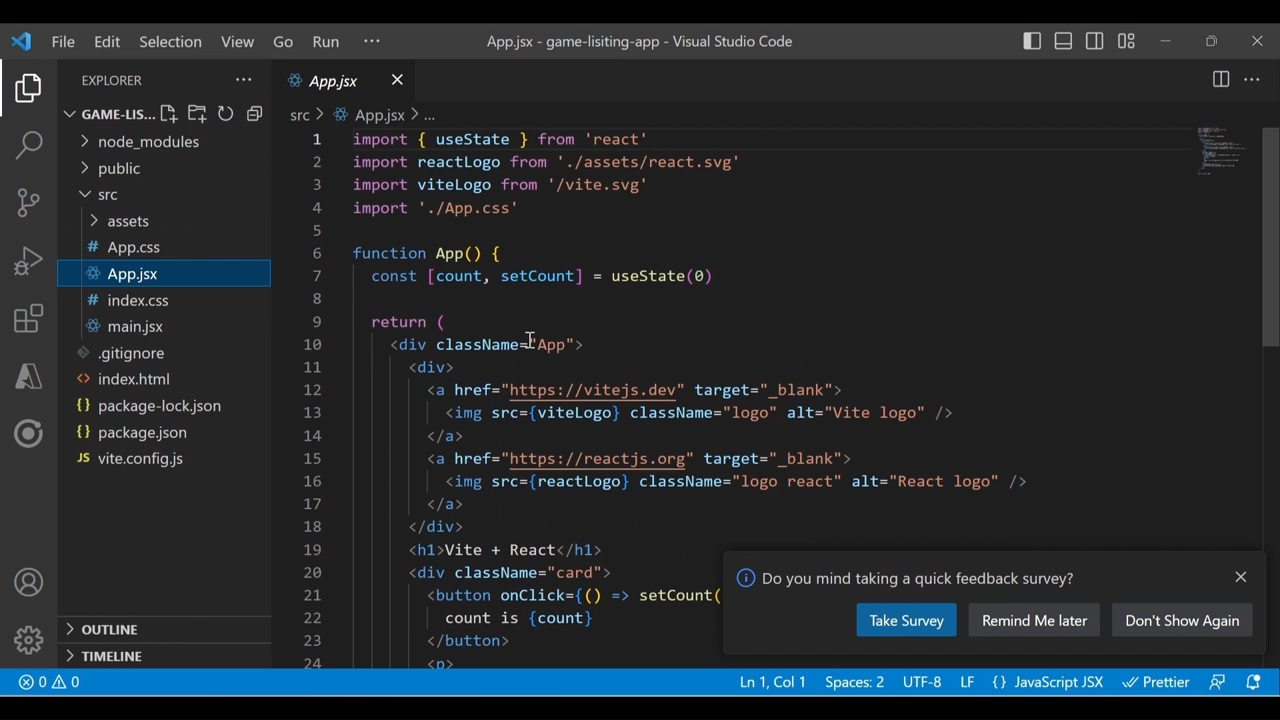 File Edit Selection View Go Run ···
App.jsx - game-lisiting-app - Visual Studio Code
EXPLORER ···
GAME-LIS...
node_modules
public
src
assets
# App.css
App.jsx
# index.css
main.jsx
.gitignore
<> index.html
{} package-lock.json
{} package.json
JS vite.config.js
OUTLINE
TIMELINE
App.jsx
src > App.jsx > ...
1 import { useState } from 'react'
2 import reactLogo from './assets/react.svg'
3 import viteLogo from '/vite.svg'
4 import './App.css'
5
6 function App() {
7 const [count, setCount] = useState(0)
8
9 return (
10 <div className="App">
11 <div>
12 <a href="https://vitejs.dev" target="_blank">
13 <img src={viteLogo} className="logo" alt="Vite logo" />
14 </a>
15 <a href="https://reactjs.org" target="_blank">
16 <img src={reactLogo} className="logo react" alt="React logo" />
17 </a>
18 </div>
19 <h1>Vite + React</h1>
20 <div className="card">
21 <button onClick={() => setCount(
22 count is {count}
23 </button>
24 <p>
Do you mind taking a quick feedback survey?
Take Survey Remind Me later Don't Show Again
0 0 Ln 1, Col 1 Spaces: 2 UTF-8 LF {} JavaScript JSX Prettier